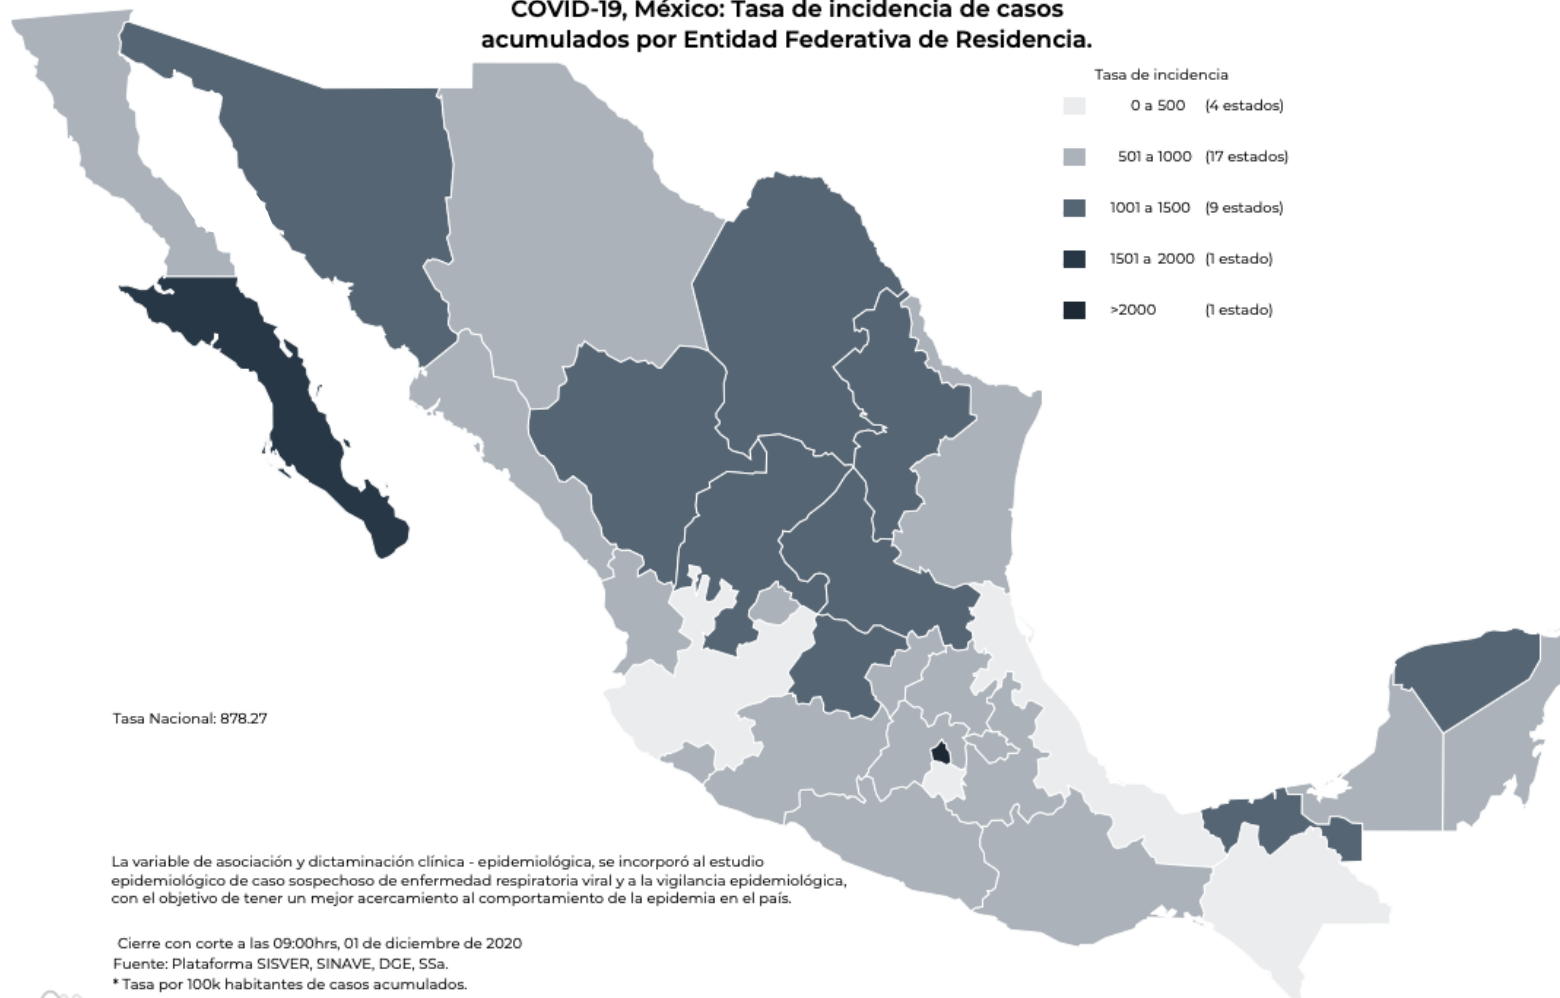 COVID-19, México: Tasa de incidencia de casos
acumulados por Entidad Federativa de Residencia.
Tasa de incidencia
0 a 500 (4 estados)
501 a 1000 (17 estados)
1001 a 1500 (9 estados)
1501 a 2000 (1 estado)
>2000 (1 estado)
Tasa Nacional: 878.27
La variable de asociación y dictaminación clínica - epidemiológica, se incorporó al estudio
epidemiológico de caso sospechoso de enfermedad respiratoria viral y a la vigilancia epidemiológica,
con el objetivo de tener un mejor acercamiento al comportamiento de la epidemia en el país.
Cierre con corte a las 09:00hrs, 01 de diciembre de 2020
Fuente: Plataforma SISVER, SINAVE, DGE, SSa.
* Tasa por 100k habitantes de casos acumulados.